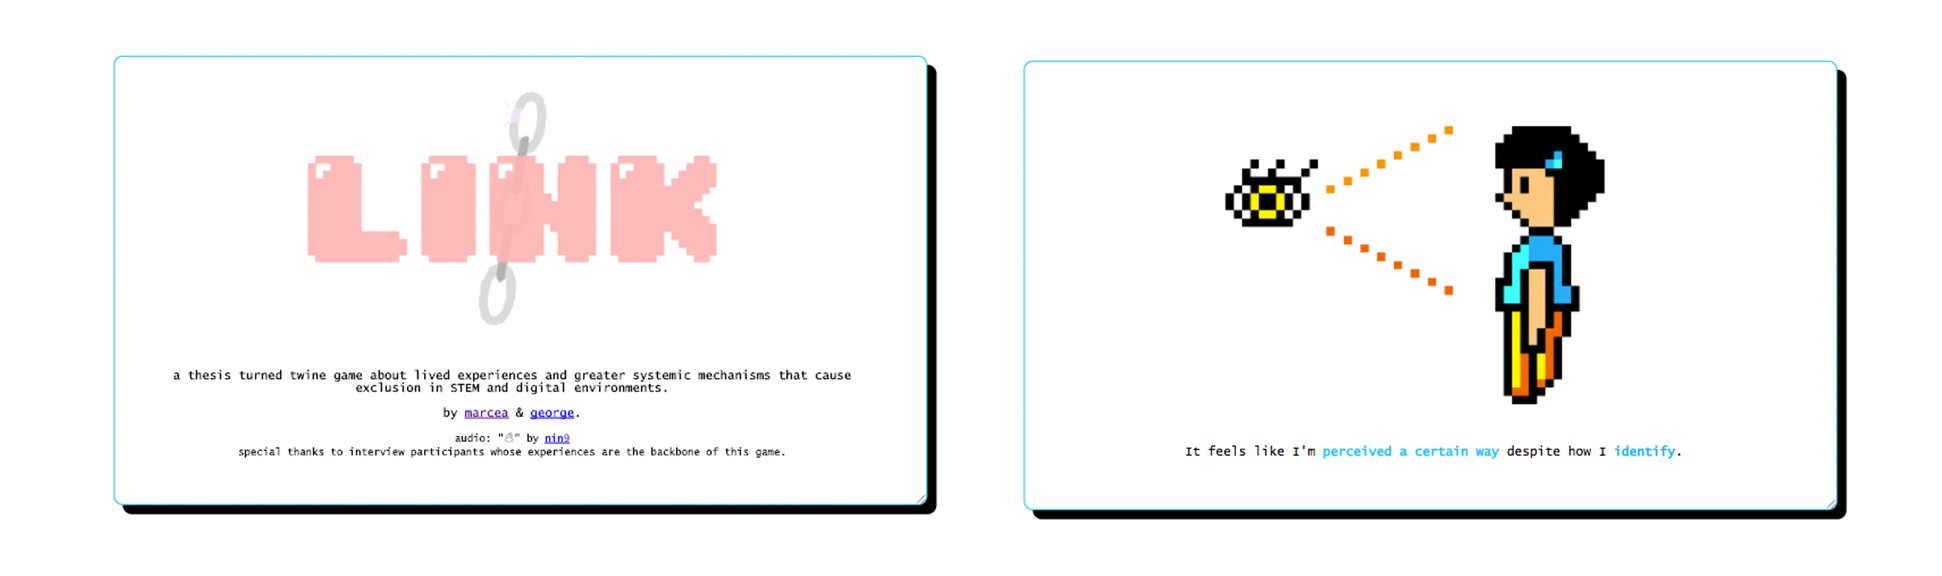 LINK
a thesis turned twine game about lived experiences and greater systemic mechanisms that cause
exclusion in STEM and digital environments.
by marcea & george.
audio: "☃" by nin9
special thanks to interview participants whose experiences are the backbone of this game.
It feels like I'm perceived a certain way despite how I identify.